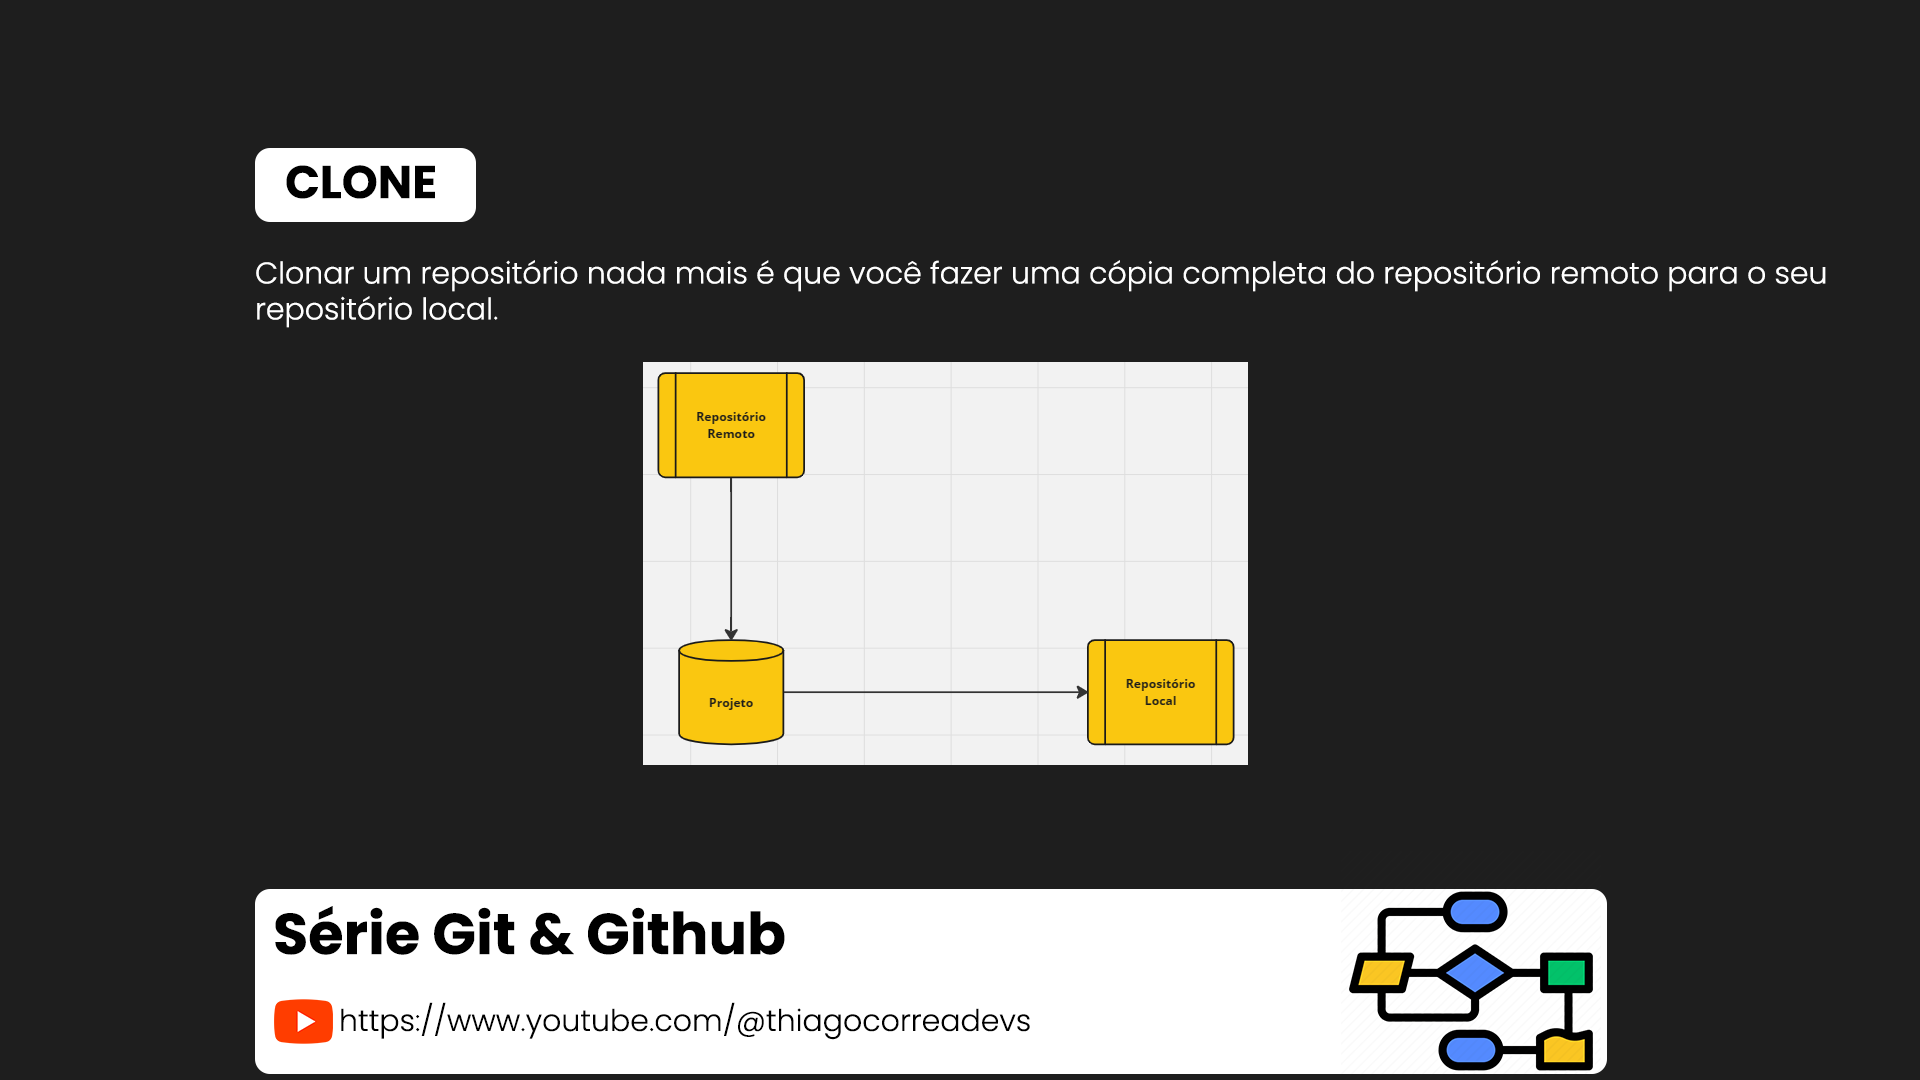 CLONE
Clonar um repositório nada mais é que você fazer uma cópia completa do repositório remoto para o seu
repositório local.
Repositório
Remoto
Projeto
Repositório
Local
Série Git & Github
https://www.youtube.com/@thiagocorreadevs